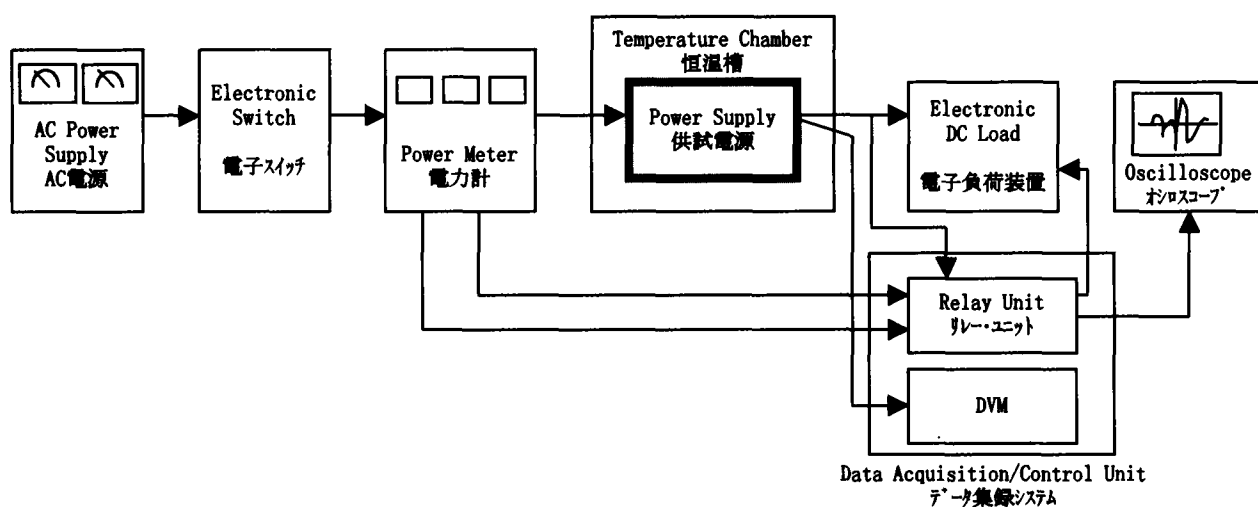 AC Power
Supply
AC電源
Electronic
Switch
電子スイッチ
Power Meter
電力計
Temperature Chamber
恒温槽
Power Supply
供試電源
Electronic
DC Load
電子負荷装置
Oscilloscope
オシロスコープ
Relay Unit
リレー・ユニット
DVM
Data Acquisition/Control Unit
データ集録システム